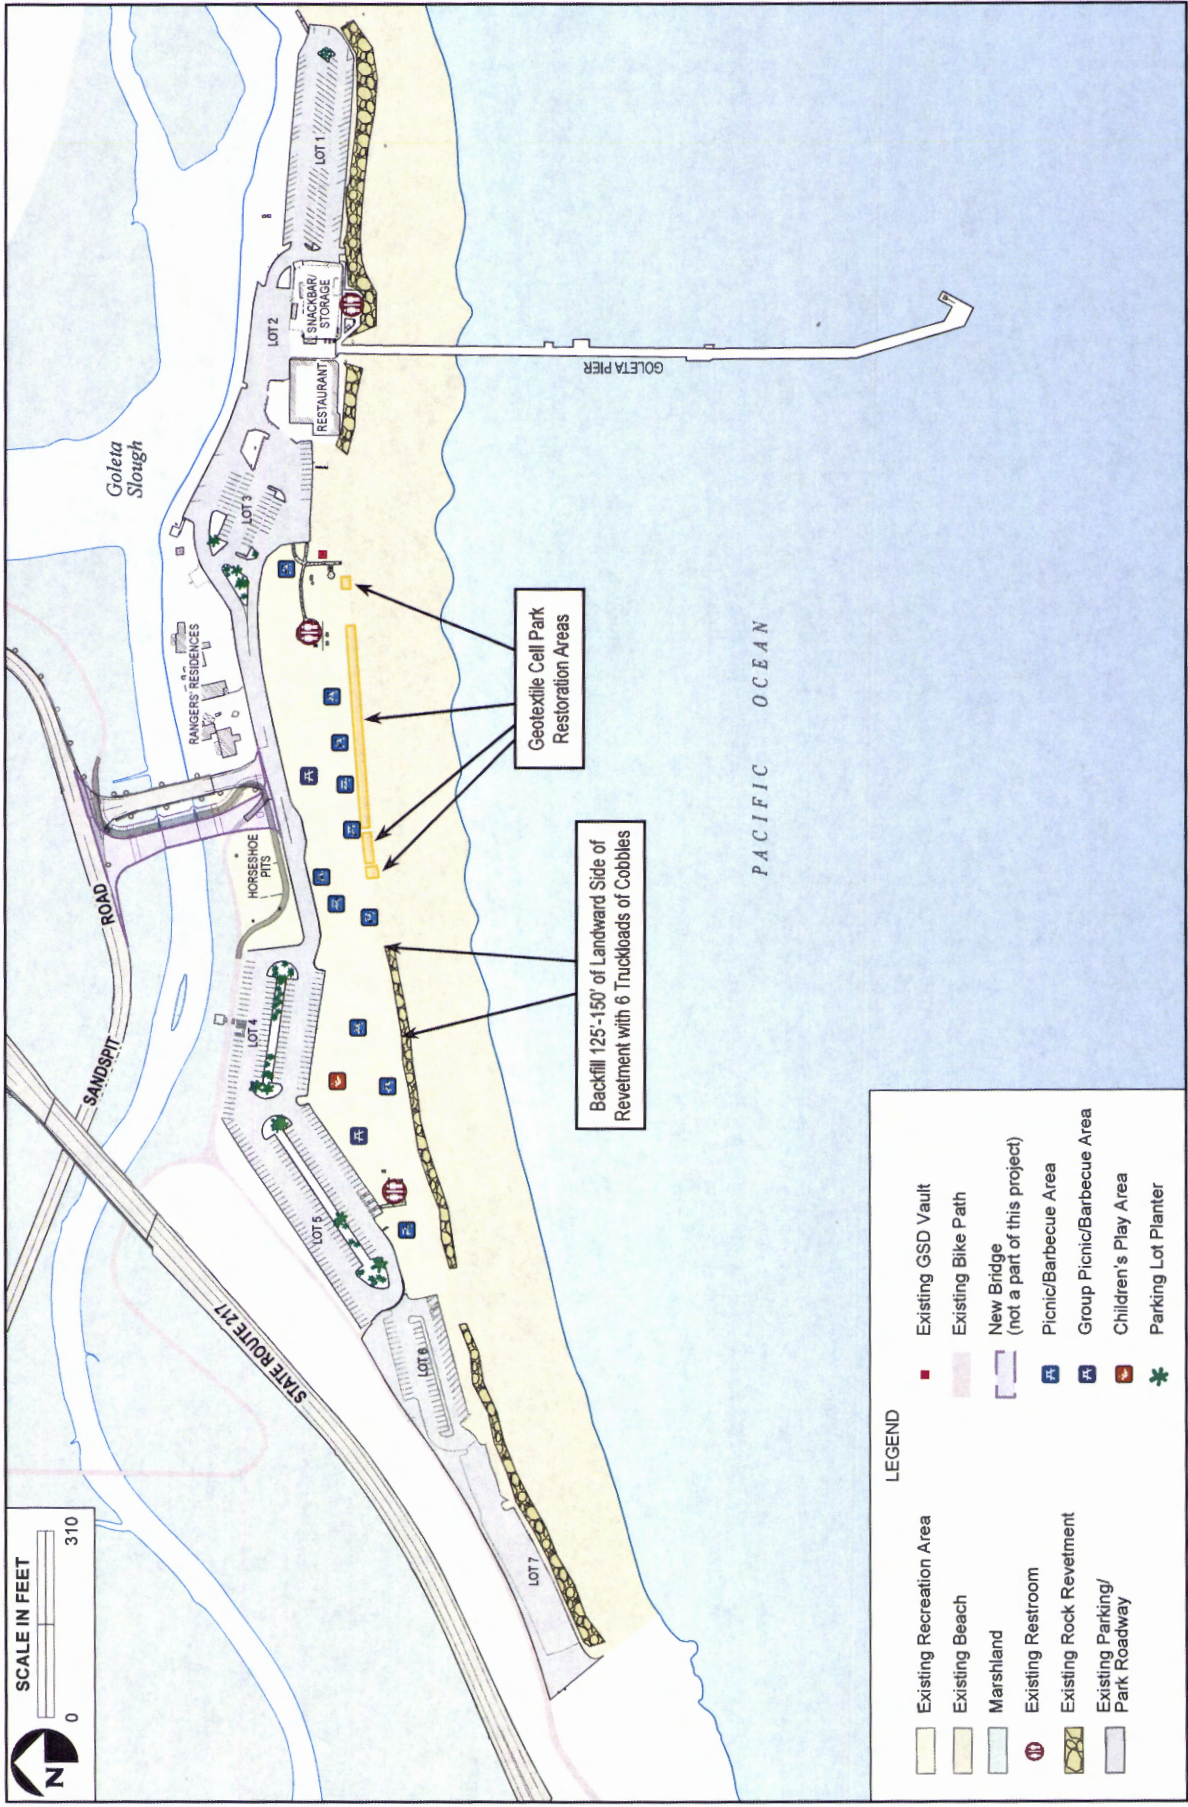 SCALE IN FEET
0
310
N
STATE ROUTE 217
SANDSPIT
ROAD
Goleta
Slough
RANGERS' RESIDENCES
HORSESHOE
PITS
LOT 1
LOT 2
LOT 3
LOT 4
LOT 5
LOT 6
LOT 7
SNACKBAR/
STORAGE
RESTAURANT
GOLETA PIER
Geotextile Cell Park
Restoration Areas
Backfill 125'-150' of Landward Side of
Revetment with 6 Truckloads of Cobbles
PACIFIC OCEAN
LEGEND
Existing Recreation Area
Existing Beach
Marshland
Existing Restroom
Existing Rock Revetment
Existing Parking/
Park Roadway
Existing GSD Vault
Existing Bike Path
New Bridge
(not a part of this project)
Picnic/Barbecue Area
Group Picnic/Barbecue Area
Children's Play Area
Parking Lot Planter